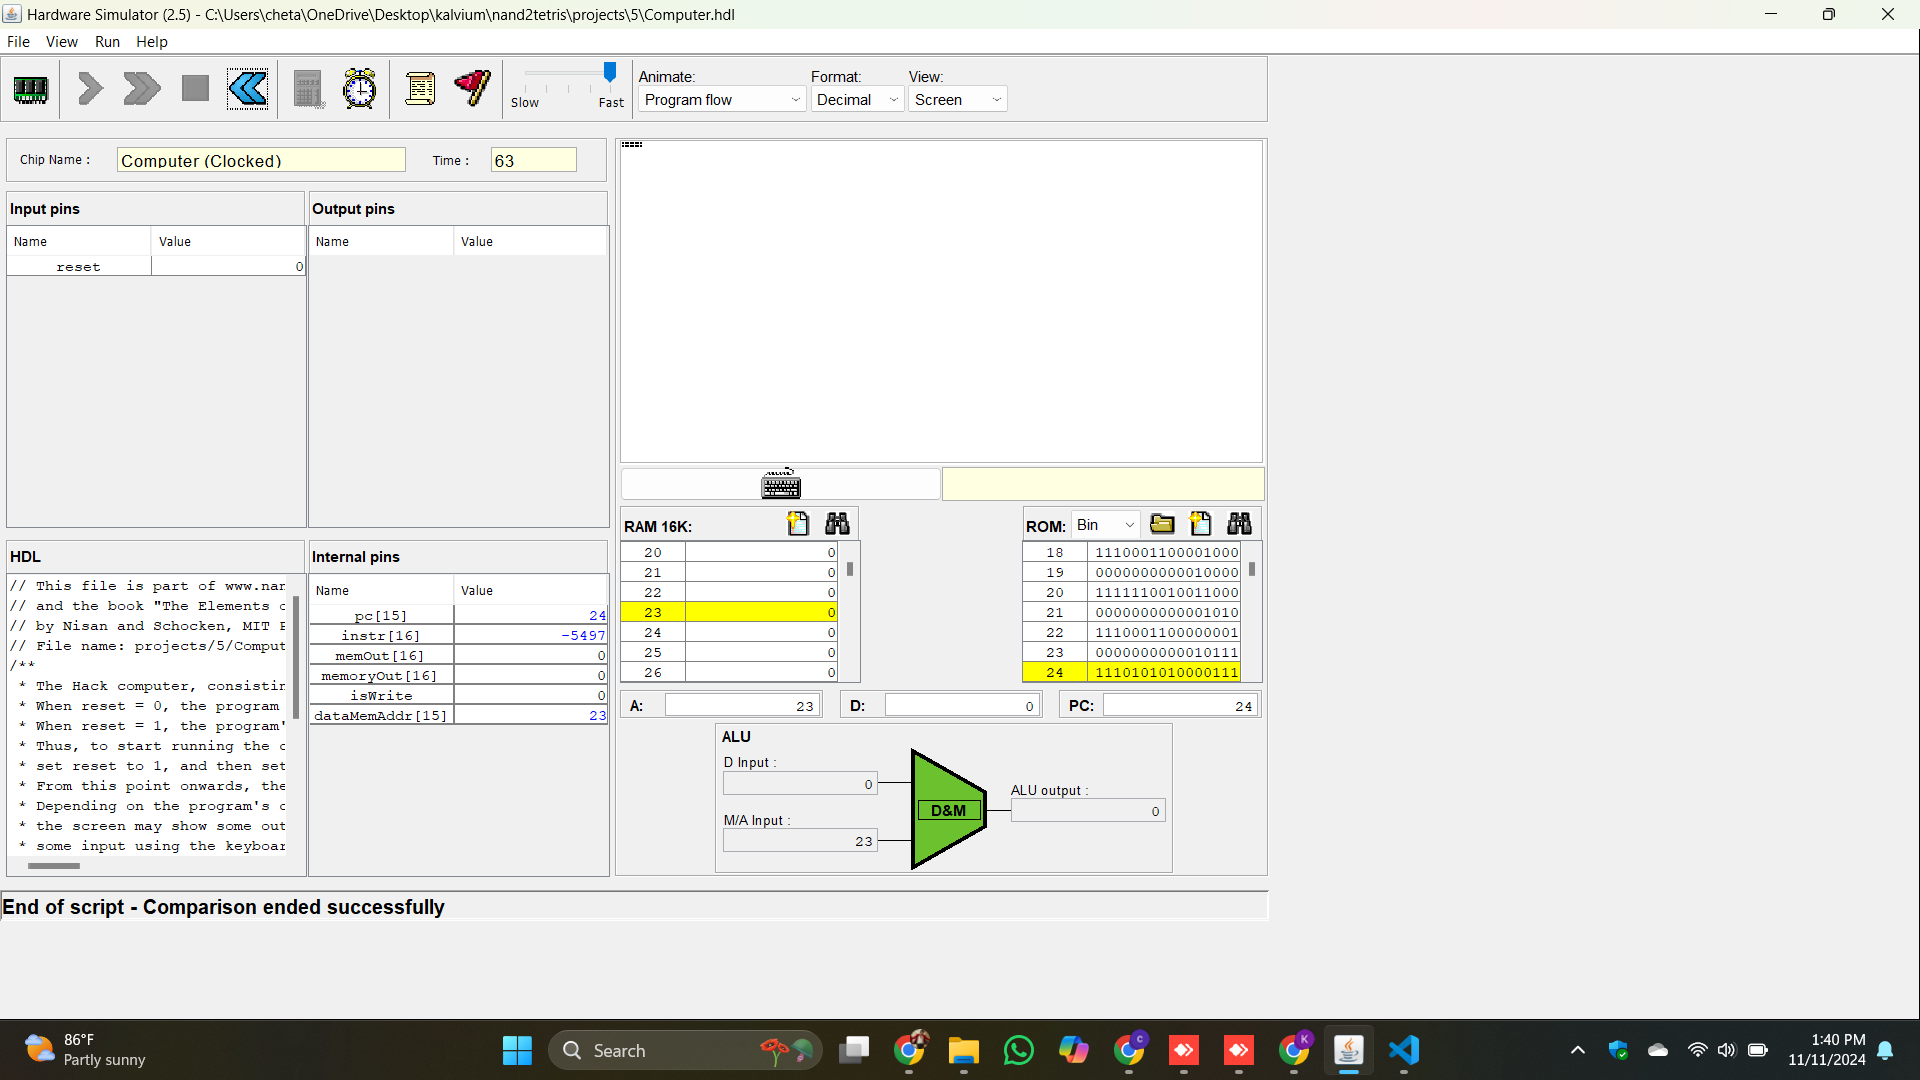 Hardware Simulator (2.5) - C:\Users\cheta\OneDrive\Desktop\kalvium\nand2tetris\projects\5\Computer.hdl
File View Run Help
Slow Fast
Animate: Format: View:
Program flow Decimal Screen
Chip Name : Computer (Clocked) Time : 63
Input pins
Name Value
reset 0
Output pins
Name Value
HDL
// This file is part of www.nan
// and the book "The Elements o
// by Nisan and Schocken, MIT P
// File name: projects/5/Comput
/**
* The Hack computer, consistin
* When reset = 0, the program
* When reset = 1, the program'
* Thus, to start running the c
* set reset to 1, and then set
* From this point onwards, the
* Depending on the program's c
* the screen may show some out
* some input using the keyboar
Internal pins
Name Value
pc[15] 24
instr[16] -5497
memOut[16] 0
memoryOut[16] 0
isWrite 0
dataMemAddr[15] 23
RAM 16K:
20 0
21 0
22 0
23 0
24 0
25 0
26 0
ROM: Bin
18 1110001100001000
19 0000000000010000
20 1111110010011000
21 0000000000001010
22 1110001100000001
23 0000000000010111
24 1110101010000111
A: 23 D: 0 PC: 24
ALU
D Input :
0
M/A Input :
23
D&M
ALU output :
0
End of script - Comparison ended successfully
86°F
Partly sunny
Search
1:40 PM
11/11/2024